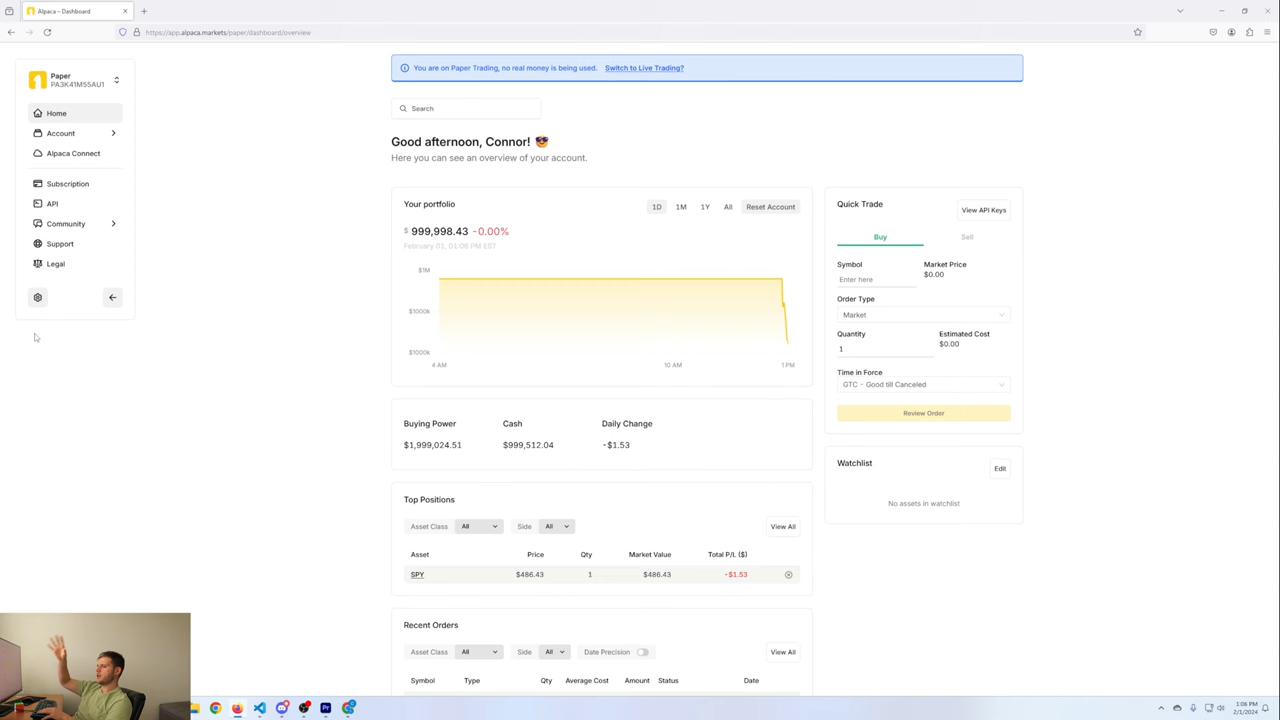 Alpaca – Dashboard
https://app.alpaca.markets/paper/dashboard/overview
Paper
PA3K41M55AU1
Home
Account
Alpaca Connect
Subscription
API
Community
Support
Legal
You are on Paper Trading, no real money is being used. Switch to Live Trading?
Search
Good afternoon, Connor! 😎
Here you can see an overview of your account.
Your portfolio
1D 1M 1Y All Reset Account
$ 999,998.43 -0.00%
February 01, 01:06 PM EST
$1M
$1000k
$1000k
4 AM 10 AM 1 PM
Buying Power Cash Daily Change
$1,999,024.51 $999,512.04 -$1.53
Top Positions
Asset Class All Side All View All
Asset Price Qty Market Value Total P/L ($)
SPY $486.43 1 $486.43 -$1.53
Recent Orders
Asset Class All Side All Date Precision View All
Symbol Type Qty Average Cost Amount Status Date
Quick Trade View API Keys
Buy Sell
Symbol Market Price
Enter here $0.00
Order Type
Market
Quantity Estimated Cost
1 $0.00
Time in Force
GTC - Good till Canceled
Review Order
Watchlist Edit
No assets in watchlist
1:06 PM
2/1/2024